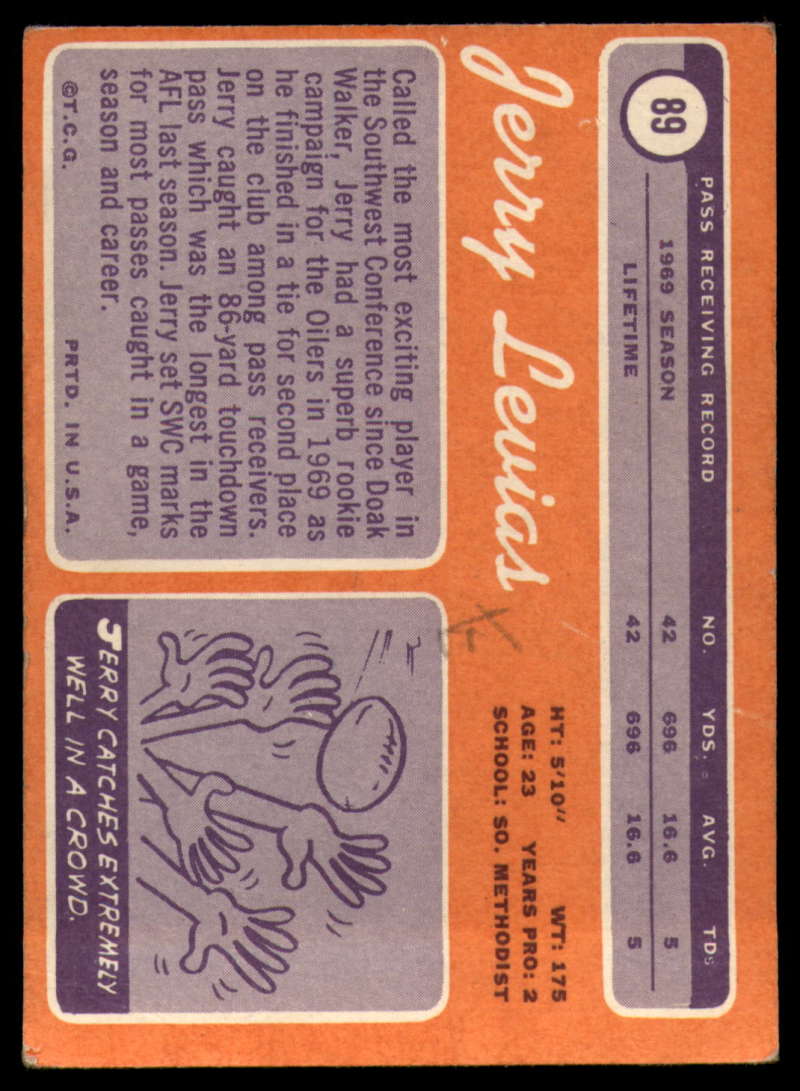 89
PASS RECEIVING RECORD NO. YDS. AVG. TDS
1969 SEASON 42 696 16.6 5
LIFETIME 42 696 16.6 5
Jerry Levias
HT: 5'10" WT: 175
AGE: 23 YEARS PRO: 2
SCHOOL: SO. METHODIST
Called the most exciting player in
the Southwest Conference since Doak
Walker, Jerry had a superb rookie
campaign for the Oilers in 1969 as
he finished in a tie for second place
on the club among pass receivers.
Jerry caught an 86-yard touchdown
pass which was the longest in the
AFL last season. Jerry set SWC marks
for most passes caught in a game,
season and career.
©T.C.G. PRTD. IN U.S.A.
JERRY CATCHES EXTREMELY
WELL IN A CROWD.